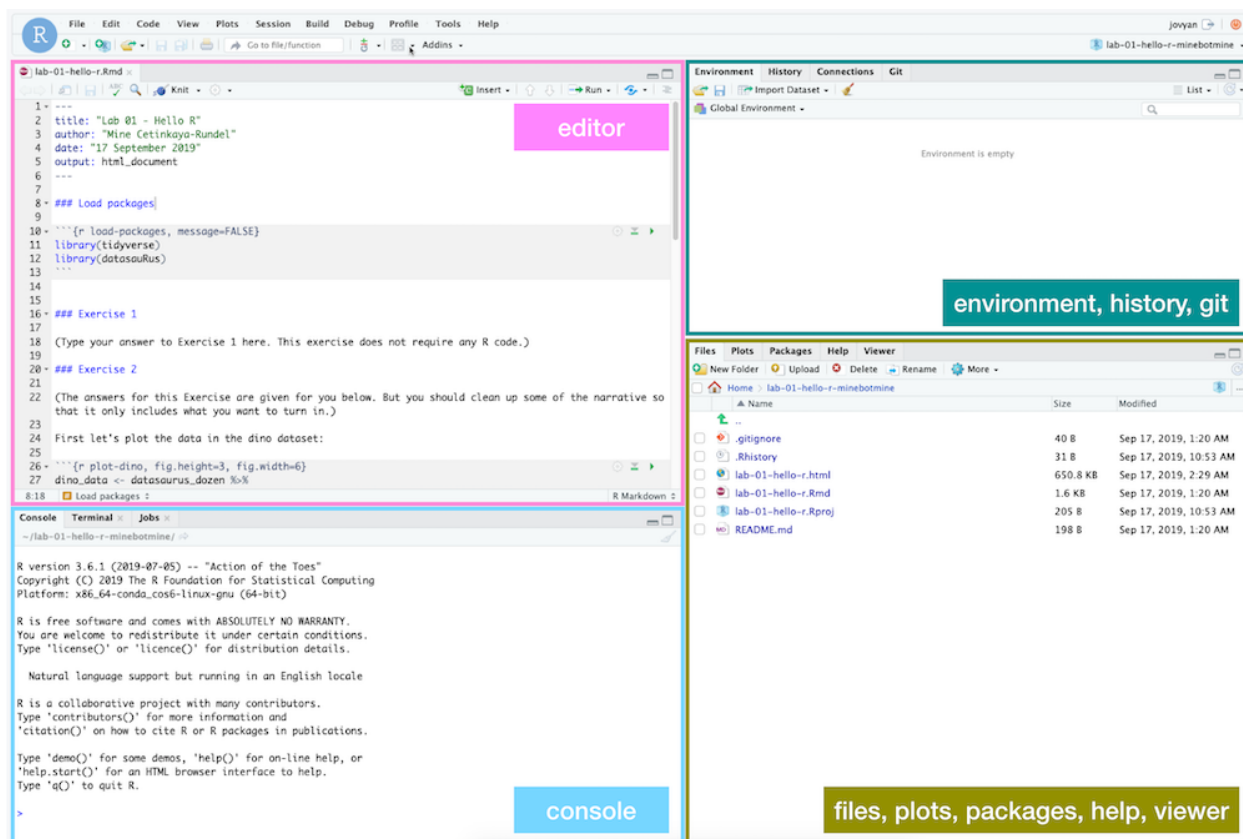 R
File Edit Code View Plots Session Build Debug Profile Tools Help
jovyan
Go to file/function
Addins
lab-01-hello-r-minebotmine
lab-01-hello-r.Rmd
ABC
Knit
Insert
Run
1 ---
2 title: "Lab 01 - Hello R"
3 author: "Mine Cetinkaya-Rundel"
4 date: "17 September 2019"
5 output: html_document
6 ---
7
8 ### Load packages
9
10 ```{r load-packages, message=FALSE}
11 library(tidyverse)
12 library(datasauRus)
13 ```
14
15
16 ### Exercise 1
17
18 (Type your answer to Exercise 1 here. This exercise does not require any R code.)
19
20 ### Exercise 2
21
22 (The answers for this Exercise are given for you below. But you should clean up some of the narrative so
that it only includes what you want to turn in.)
23
24 First let's plot the data in the dino dataset:
25
26 ```{r plot-dino, fig.height=3, fig.width=6}
27 dino_data <- datasaurus_dozen %>%
8:18 Load packages R Markdown
editor
Console Terminal Jobs
~/lab-01-hello-r-minebotmine/
R version 3.6.1 (2019-07-05) -- "Action of the Toes"
Copyright (C) 2019 The R Foundation for Statistical Computing
Platform: x86_64-conda_cos6-linux-gnu (64-bit)
R is free software and comes with ABSOLUTELY NO WARRANTY.
You are welcome to redistribute it under certain conditions.
Type 'license()' or 'licence()' for distribution details.
Natural language support but running in an English locale
R is a collaborative project with many contributors.
Type 'contributors()' for more information and
'citation()' on how to cite R or R packages in publications.
Type 'demo()' for some demos, 'help()' for on-line help, or
'help.start()' for an HTML browser interface to help.
Type 'q()' to quit R.
>
console
Environment History Connections Git
Import Dataset
List
Global Environment
Environment is empty
environment, history, git
Files Plots Packages Help Viewer
New Folder Upload Delete Rename More
Home > lab-01-hello-r-minebotmine
Name Size Modified
..
.gitignore 40 B Sep 17, 2019, 1:20 AM
.Rhistory 31 B Sep 17, 2019, 10:53 AM
lab-01-hello-r.html 650.8 KB Sep 17, 2019, 2:29 AM
lab-01-hello-r.Rmd 1.6 KB Sep 17, 2019, 1:20 AM
lab-01-hello-r.Rproj 205 B Sep 17, 2019, 10:53 AM
MD README.md 198 B Sep 17, 2019, 1:20 AM
files, plots, packages, help, viewer